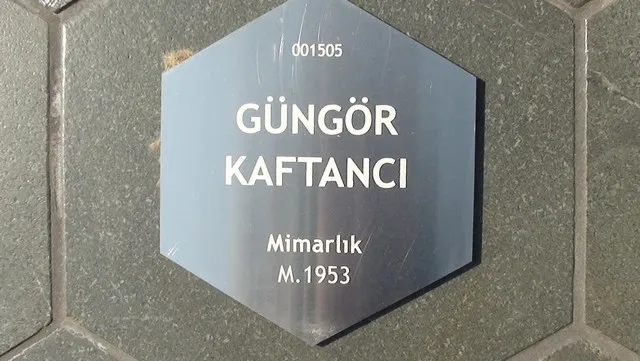 001505
GÜNGÖR
KAFTANCI
Mimarlık
M.1953